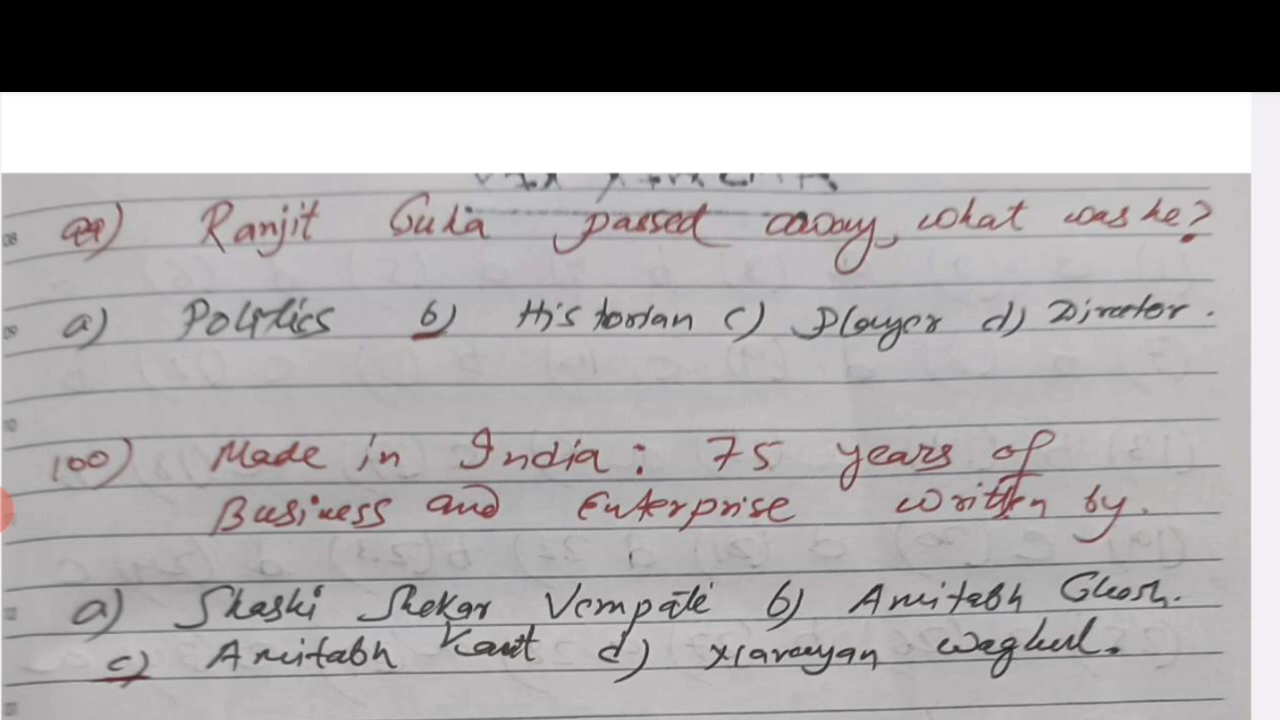 99) Ranjit Guha passed away, what was he?
a) Politics b) Historian c) Player d) Director.
100) Made in India: 75 years of
Business and Enterprise written by.
a) Shashi Shekar Vempate b) Amitabh Ghosh.
c) Amitabh Kant d) Narayan Waghul.